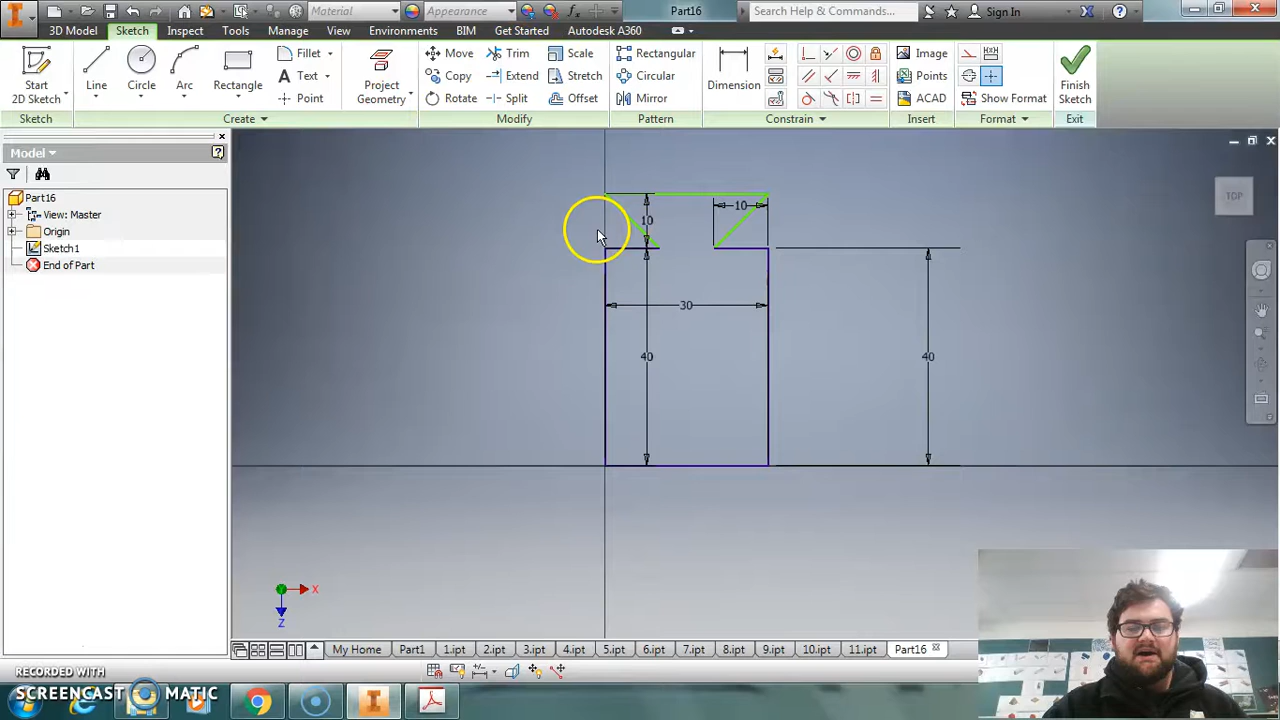 Material
Appearance
Part16
Search Help & Commands...
Sign In
3D Model
Sketch
Inspect
Tools
Manage
View
Environments
BIM
Get Started
Autodesk A360
Start
2D Sketch
Line
Circle
Arc
Rectangle
Fillet
Text
Point
Project
Geometry
Move
Copy
Rotate
Trim
Extend
Split
Scale
Stretch
Offset
Rectangular
Circular
Mirror
Dimension
Image
Points
ACAD
Show Format
Finish
Sketch
Sketch
Create
Modify
Pattern
Constrain
Insert
Format
Exit
Model
Part16
View: Master
Origin
Sketch1
End of Part
10
10
30
40
40
TOP
X
Z
My Home
Part1
1.ipt
2.ipt
3.ipt
4.ipt
5.ipt
6.ipt
7.ipt
8.ipt
9.ipt
10.ipt
11.ipt
Part16
RECORDED WITH
SCREENCAST MATIC